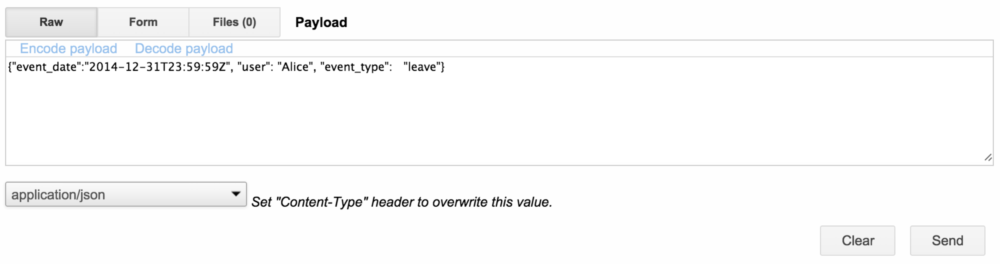 Raw Form Files (0) Payload
Encode payload Decode payload
{"event_date":"2014-12-31T23:59:59Z", "user": "Alice", "event_type":   "leave"}
application/json Set "Content-Type" header to overwrite this value.
Clear Send